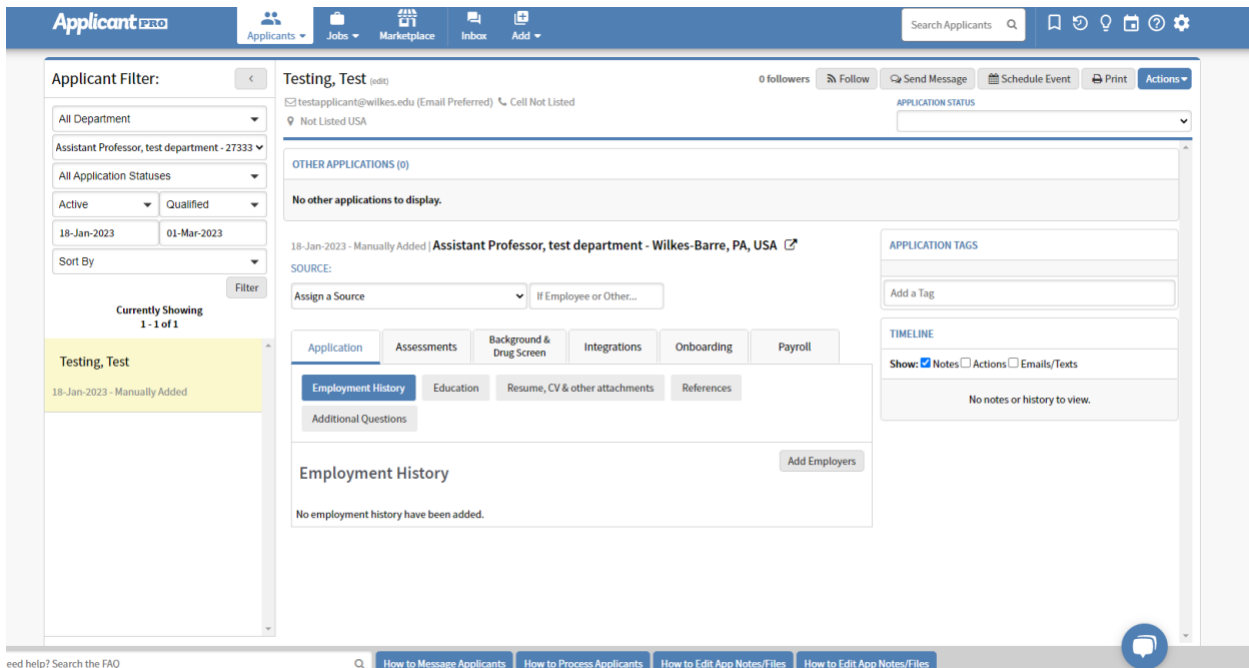 ApplicantPRO
Applicants
Jobs
Marketplace
Inbox
Add
Search Applicants
Applicant Filter:
All Department
Assistant Professor, test department - 27333
All Application Statuses
Active
Qualified
18-Jan-2023
01-Mar-2023
Sort By
Filter
Currently Showing
1 - 1 of 1
Testing, Test
18-Jan-2023 - Manually Added
Testing, Test (edit)
0 followers
Follow
Send Message
Schedule Event
Print
Actions
testapplicant@wilkes.edu (Email Preferred) Cell Not Listed
Not Listed USA
APPLICATION STATUS
OTHER APPLICATIONS (0)
No other applications to display.
18-Jan-2023 - Manually Added | Assistant Professor, test department - Wilkes-Barre, PA, USA
SOURCE:
Assign a Source
If Employee or Other...
Application
Assessments
Background &
Drug Screen
Integrations
Onboarding
Payroll
Employment History
Education
Resume, CV & other attachments
References
Additional Questions
Employment History
Add Employers
No employment history have been added.
APPLICATION TAGS
Add a Tag
TIMELINE
Show: Notes Actions Emails/Texts
No notes or history to view.
eed help? Search the FAQ
How to Message Applicants
How to Process Applicants
How to Edit App Notes/Files
How to Edit App Notes/Files